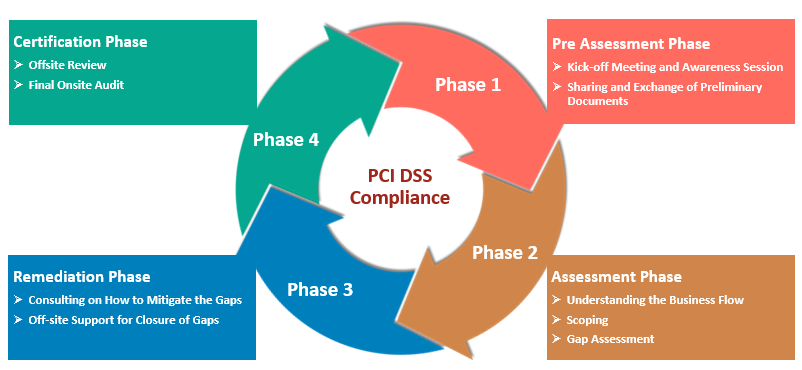 Certification Phase
➢ Offsite Review
➢ Final Onsite Audit
Pre Assessment Phase
➢ Kick-off Meeting and Awareness Session
➢ Sharing and Exchange of Preliminary
Documents
Phase 1
Phase 4
PCI DSS
Compliance
Phase 2
Phase 3
Remediation Phase
➢ Consulting on How to Mitigate the Gaps
➢ Off-site Support for Closure of Gaps
Assessment Phase
➢ Understanding the Business Flow
➢ Scoping
➢ Gap Assessment